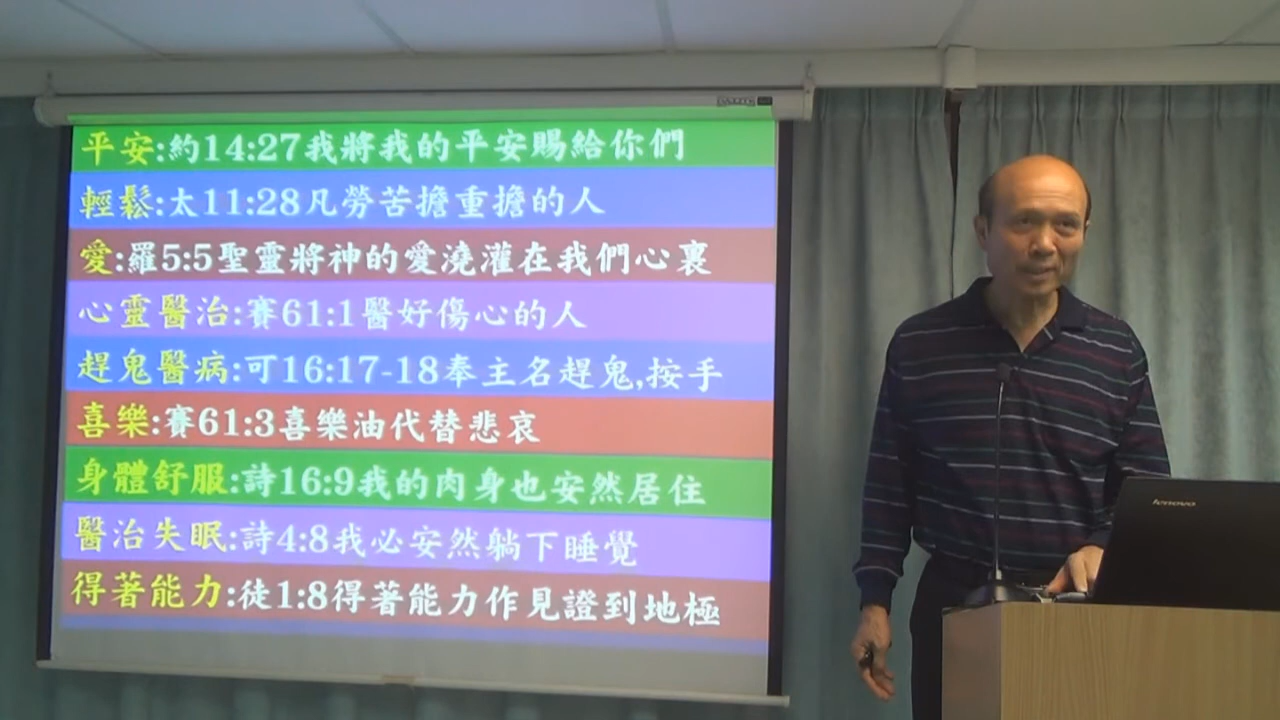 平安:約14:27我將我的平安賜給你們
輕鬆:太11:28凡勞苦擔重擔的人
愛:羅5:5聖靈將神的愛澆灌在我們心裏
心靈醫治:賽61:1醫好傷心的人
趕鬼醫病:可16:17-18奉主名趕鬼,按手
喜樂:賽61:3喜樂油代替悲哀
身體舒服:詩16:9我的肉身也安然居住
醫治失眠:詩4:8我必安然躺下睡覺
得著能力:徒1:8得著能力作見證到地極
lenovo